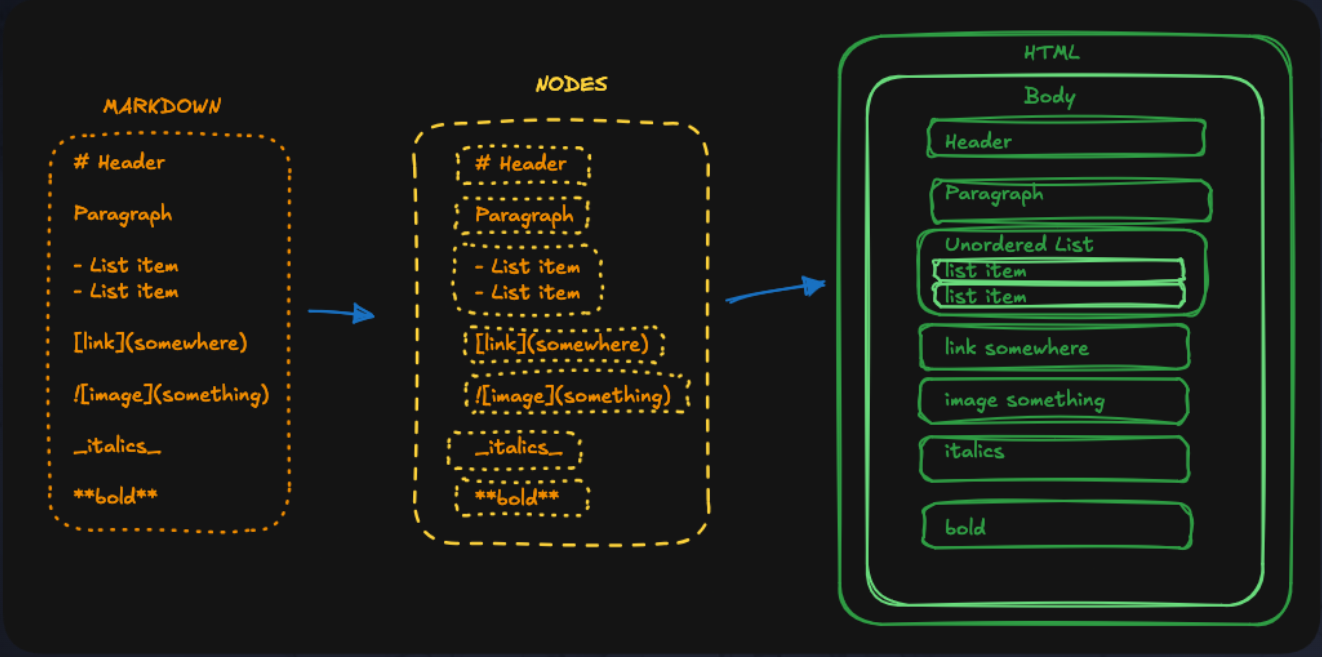 MARKDOWN
# Header
Paragraph
- List item
- List item
[link](somewhere)
![image](something)
_italics_
**bold**
NODES
# Header
Paragraph
- List item
- List item
[link](somewhere)
![image](something)
_italics_
**bold**
HTML
Body
Header
Paragraph
Unordered List
list item
list item
link somewhere
image something
italics
bold